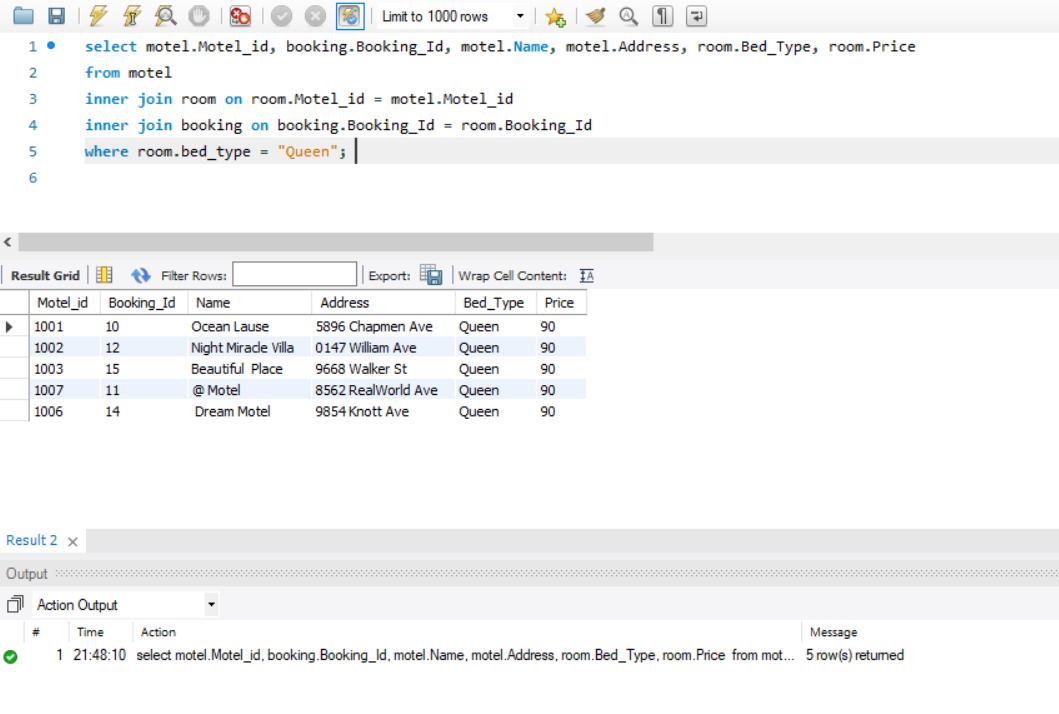 Limit to 1000 rows
1 select motel.Motel_id, booking.Booking_Id, motel.Name, motel.Address, room.Bed_Type, room.Price
2 from motel
3 inner join room on room.Motel_id = motel.Motel_id
4 inner join booking on booking.Booking_Id = room.Booking_Id
5 where room.bed_type = "Queen";
6
Result Grid Filter Rows: Export: Wrap Cell Content: IA
Motel_id Booking_Id Name Address Bed_Type Price
1001 10 Ocean Lause 5896 Chapmen Ave Queen 90
1002 12 Night Miracle Villa 0147 William Ave Queen 90
1003 15 Beautiful Place 9668 Walker St Queen 90
1007 11 @ Motel 8562 RealWorld Ave Queen 90
1006 14 Dream Motel 9854 Knott Ave Queen 90
Result 2
Output
Action Output
# Time Action Message
1 21:48:10 select motel.Motel_id, booking.Booking_Id, motel.Name, motel.Address, room.Bed_Type, room.Price from mot... 5 row(s) returned